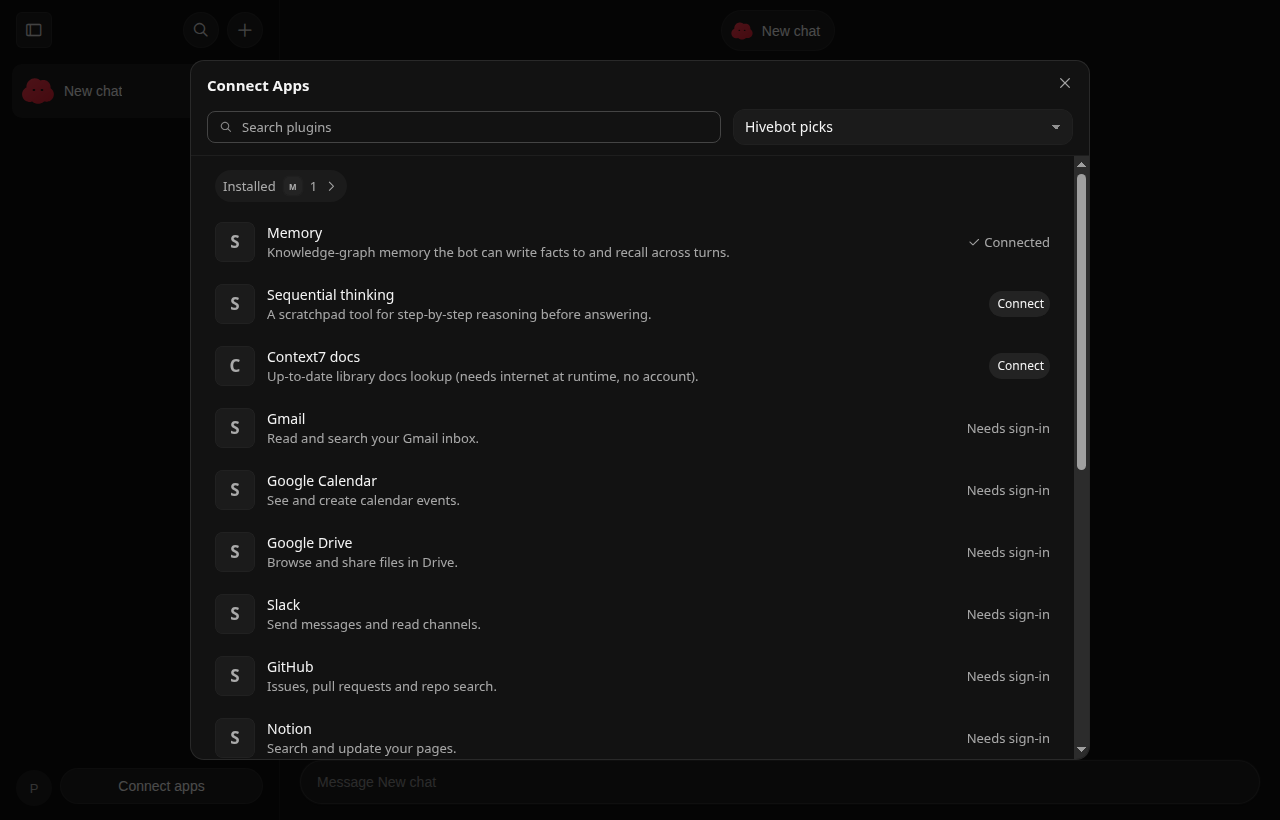 New chat
New chat
Connect Apps
Search plugins
Hivebot picks
Installed M 1
S
Memory
Knowledge-graph memory the bot can write facts to and recall across turns.
Connected
S
Sequential thinking
A scratchpad tool for step-by-step reasoning before answering.
Connect
C
Context7 docs
Up-to-date library docs lookup (needs internet at runtime, no account).
Connect
S
Gmail
Read and search your Gmail inbox.
Needs sign-in
S
Google Calendar
See and create calendar events.
Needs sign-in
S
Google Drive
Browse and share files in Drive.
Needs sign-in
S
Slack
Send messages and read channels.
Needs sign-in
S
GitHub
Issues, pull requests and repo search.
Needs sign-in
S
Notion
Search and update your pages.
Needs sign-in
P
Connect apps
Message New chat